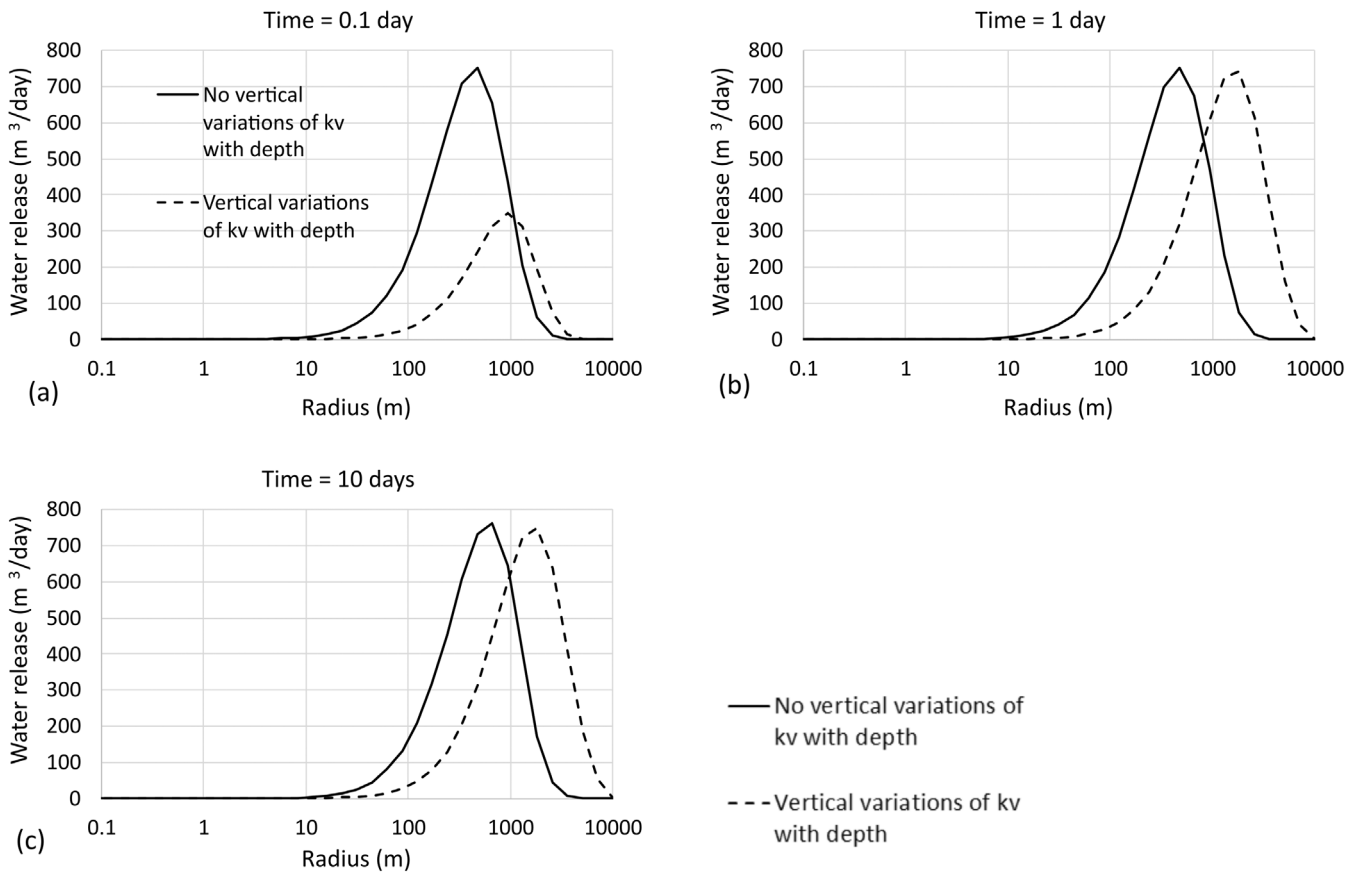 Time = 0.1 day
Water release (m ³/day)
800
700
600
500
400
300
200
100
0
No vertical
variations of kv
with depth
Vertical variations
of kv with depth
0.1 1 10 100 1000 10000
Radius (m)
(a)
Time = 1 day
Water release (m ³/day)
800
700
600
500
400
300
200
100
0
0.1 1 10 100 1000 10000
Radius (m)
(b)
Time = 10 days
Water release (m ³/day)
800
700
600
500
400
300
200
100
0
0.1 1 10 100 1000 10000
Radius (m)
(c)
No vertical variations of
kv with depth
Vertical variations of kv
with depth